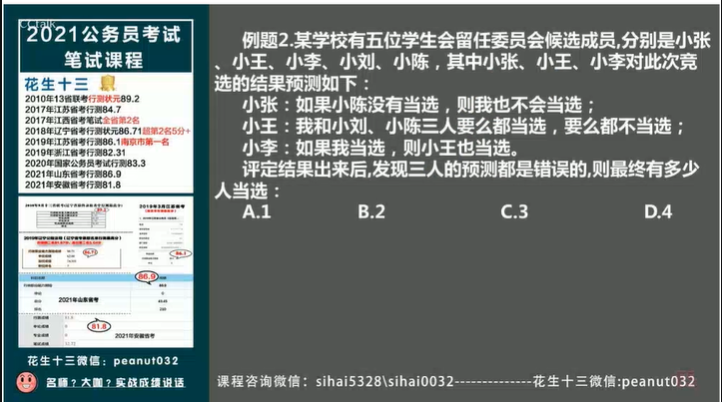 CCTalk
2021公务员考试
笔试课程
花生十三
2010年13省联考行测状元89.2
2017年江苏省考行测84.7
2017年江西省考笔试全省第2名
2018年辽宁省考行测状元86.71超第2名5分+
2019年江苏省考行测86.1南京市第一名
2019年浙江省考行测82.31
2020年国家公务员考试行测83.3
2021年山东省考行测86.9
2021年安徽省考行测81.8
86.9
2021年山东省考
81.8
2021年安徽省考
花生十三微信：peanut032
名师？大咖？实战成绩说话
例题2.某学校有五位学生会留任委员会候选成员,分别是小张
、小王、小李、小刘、小陈，其中小张、小王、小李对此次竞
选的结果预测如下：
小张：如果小陈没有当选，则我也不会当选；
小王：我和小刘、小陈三人要么都当选，要么都不当选；
小李：如果我当选，则小王也当选。
评定结果出来后,发现三人的预测都是错误的,则最终有多少
人当选：
A.1 B.2 C.3 D.4
课程咨询微信：sihai5328\sihai0032--------------花生十三微信:peanut032